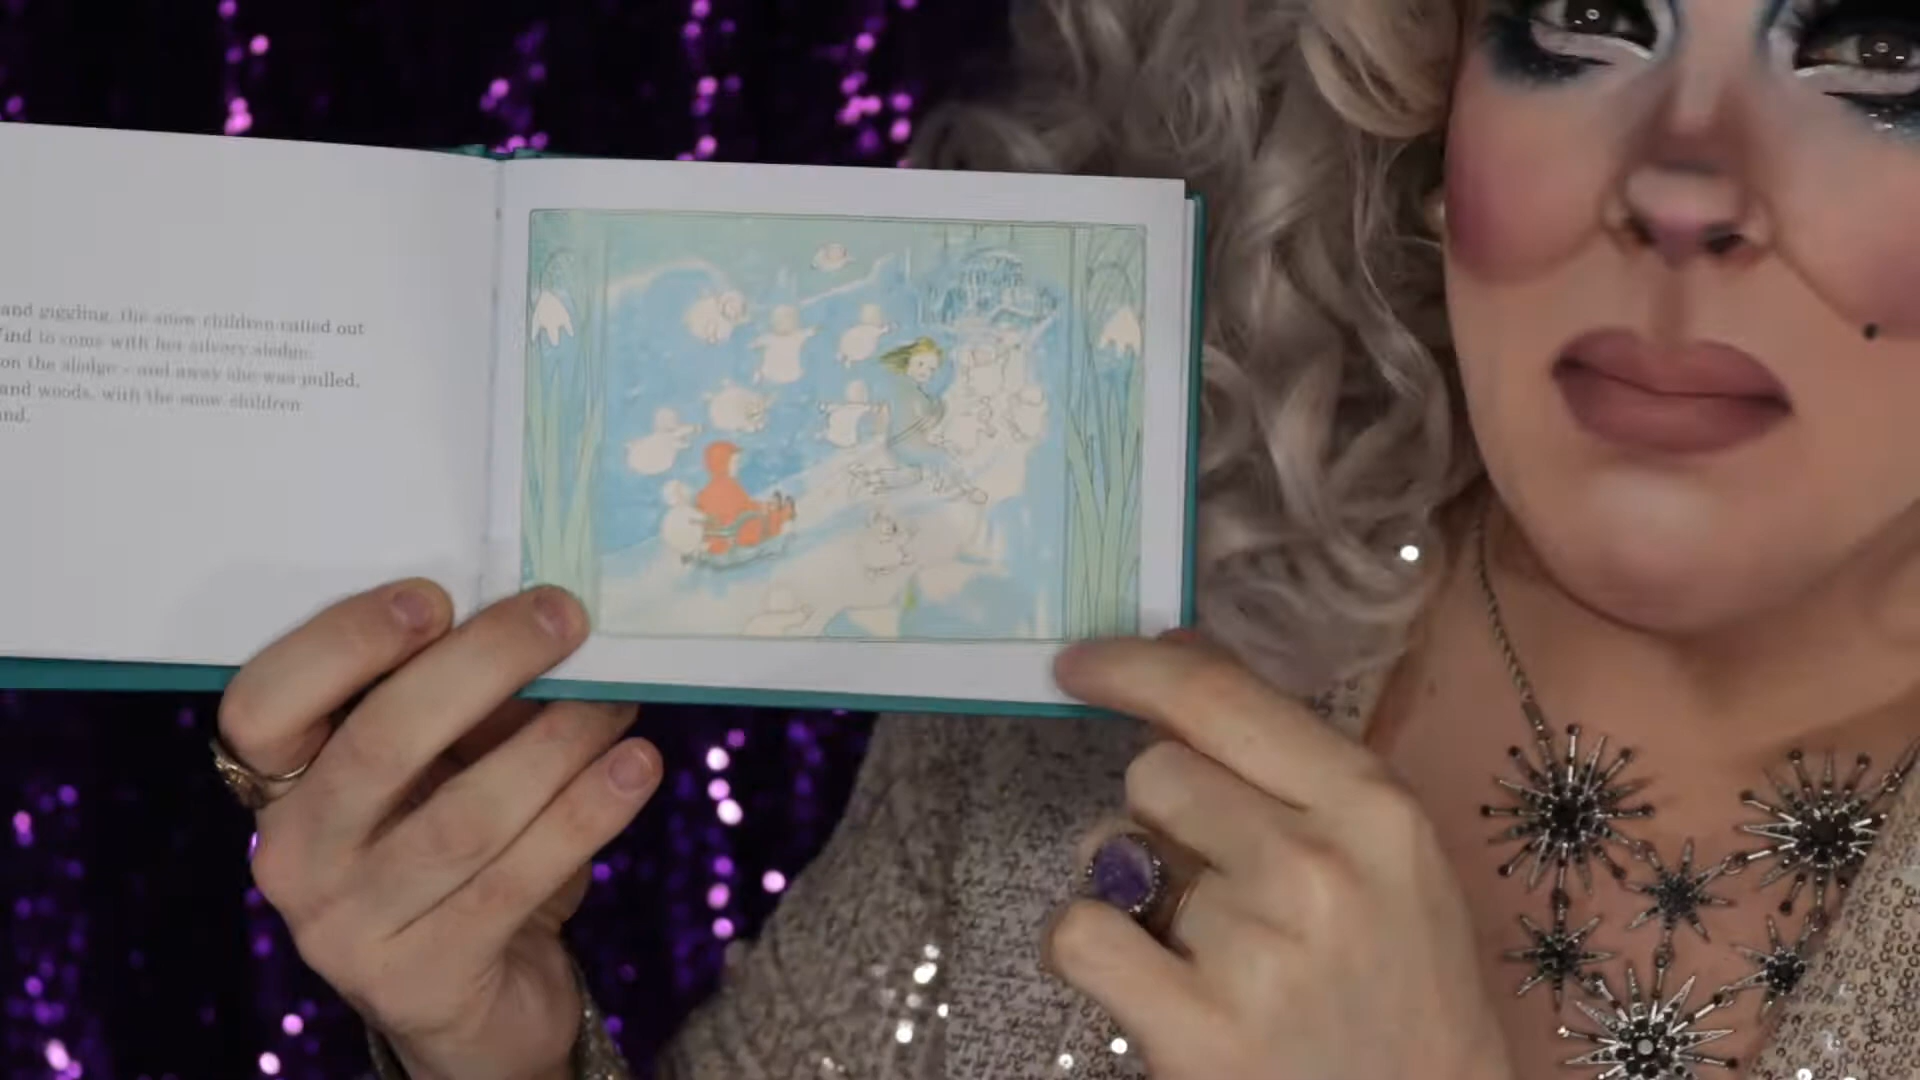 and giggling, the snow children called out
Wind to come with her silvery sledge.
on the sledge – and away she was pulled,
and woods, with the snow children
nd.